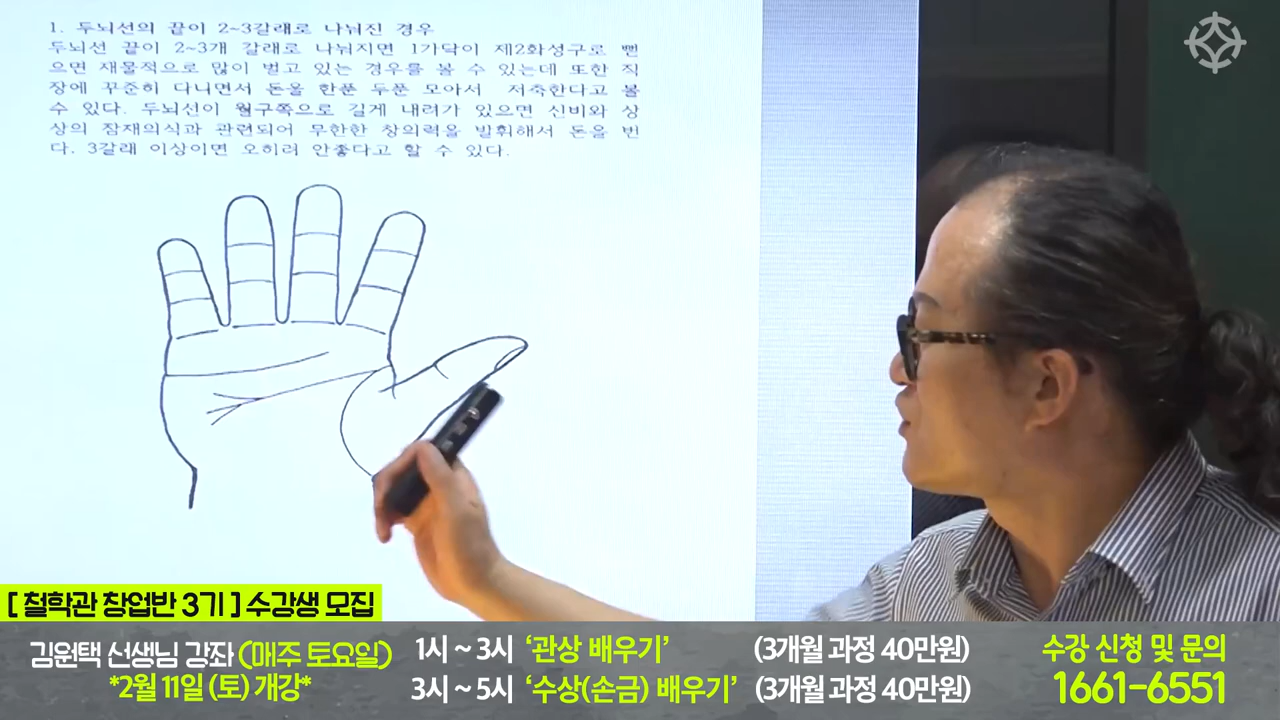 1. 두뇌선의 끝이 2~3갈래로 나눠진 경우
두뇌선 끝이 2~3개 갈래로 나눠지면 1가닥이 제2화성구로 뻗
으면 재물적으로 많이 벌고 있는 경우를 볼 수 있는데 또한 직
장에 꾸준히 다니면서 돈을 한푼 두푼 모아서 저축한다고 볼
수 있다. 두뇌선이 월구쪽으로 길게 내려가 있으면 신비와 상
상의 잠재의식과 관련되어 무한한 창의력을 발휘해서 돈을 번
다. 3갈래 이상이면 오히려 안좋다고 할 수 있다.
[ 철학관 창업반 3기 ] 수강생 모집
김원택 선생님 강좌 (매주 토요일)
*2월 11일 (토) 개강*
1시 ~ 3시 ‘관상 배우기’ (3개월 과정 40만원)
3시 ~ 5시 ‘수상(손금) 배우기’ (3개월 과정 40만원)
수강 신청 및 문의
1661-6551